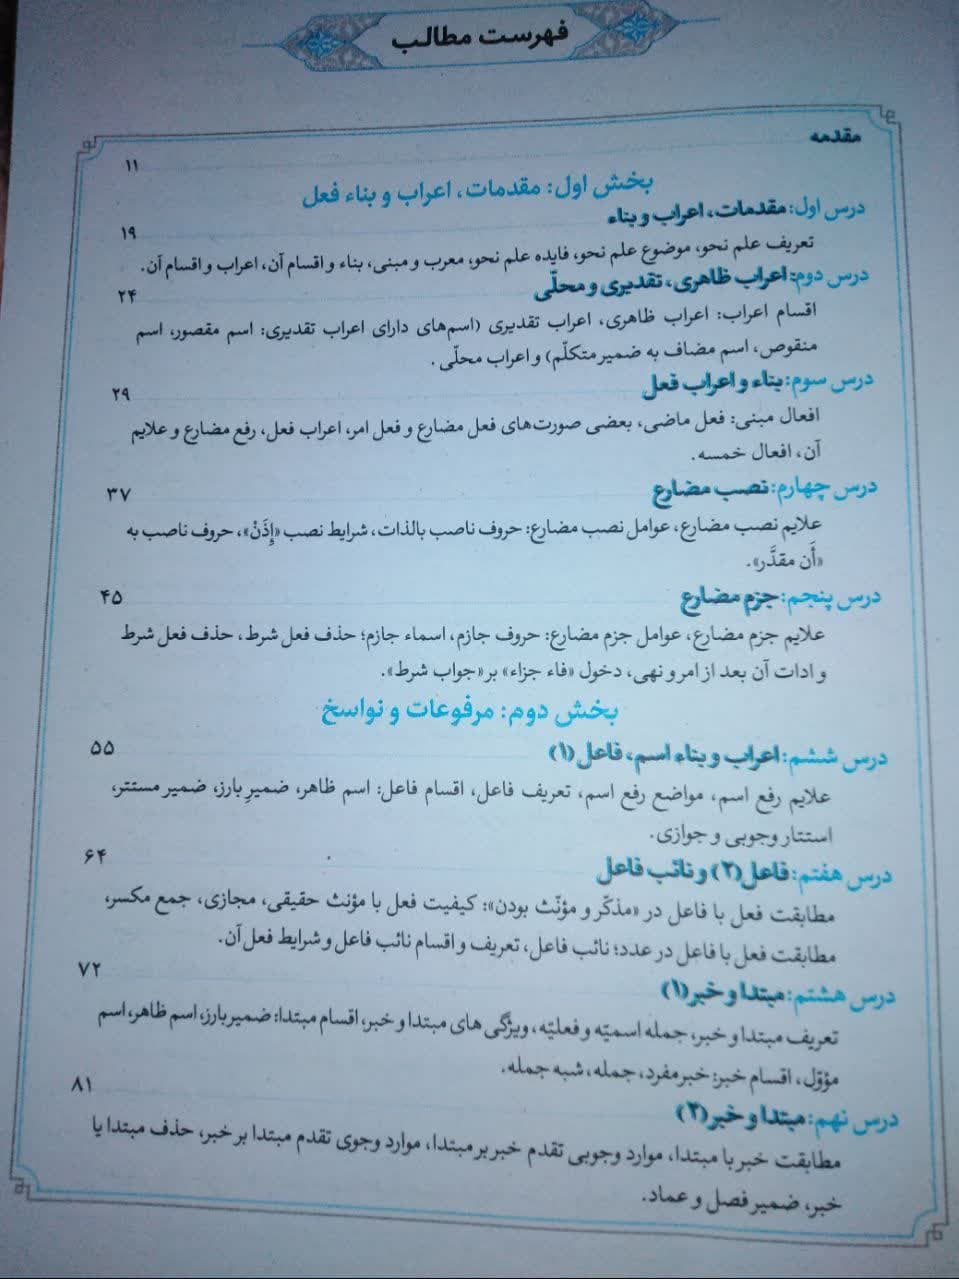 فهرست مطالب
مقدمه ۱۱
بخش اول: مقدمات، اعراب و بناء فعل
درس اول: مقدمات، اعراب و بناء ۱۹
تعریف علم نحو، موضوع علم نحو، فایده علم نحو، معرب و مبنی، بناء و اقسام آن، اعراب و اقسام آن.
درس دوم: اعراب ظاهری، تقدیری و محلّی ۲۴
اقسام اعراب: اعراب ظاهری، اعراب تقدیری (اسم‌های دارای اعراب تقدیری: اسم مقصور، اسم
منقوص، اسم مضاف به ضمیر متکلّم) و اعراب محلّی.
درس سوم: بناء و اعراب فعل ۲۹
افعال مبنی: فعل ماضی، بعضی صورت‌های فعل مضارع و فعل امر، اعراب فعل، رفع مضارع و علایم
آن، افعال خمسه.
درس چهارم: نصب مضارع ۳۷
علایم نصب مضارع، عوامل نصب مضارع: حروف ناصب بالذات، شرایط نصب «إِذَنْ»، حروف ناصب به
«أَن مقدَّر».
درس پنجم: جزم مضارع ۴۵
علایم جزم مضارع، عوامل جزم مضارع: حروف جازم، اسماء جازم؛ حذف فعل شرط، حذف فعل شرط
و ادات آن بعد از امر و نهی، دخول «فاء جزاء» بر «جواب شرط».
بخش دوم: مرفوعات و نواسخ
درس ششم: اعراب و بناء اسم، فاعل (۱) ۵۵
علایم رفع اسم، مواضع رفع اسم، تعریف فاعل، اقسام فاعل: اسم ظاهر، ضمیرِ بارز، ضمیر مستتر،
استتار وجوبی و جوازی.
درس هفتم: فاعل (۲) و نائب فاعل ۶۴
مطابقت فعل با فاعل در «مذکّر و مؤنّث بودن»: کیفیت فعل با مؤنث حقیقی، مجازی، جمع مکسر،
مطابقت فعل با فاعل در عدد؛ نائب فاعل، تعریف و اقسام نائب فاعل و شرایط فعل آن.
درس هشتم: مبتدا و خبر (۱) ۷۲
تعریف مبتدا و خبر، جمله اسمیّه و فعلیّه، ویژگی های مبتدا و خبر، اقسام مبتدا: ضمیر بارز، اسم ظاهر، اسم
مؤوّل، اقسام خبر: خبر مفرد، جمله، شبه جمله.
درس نهم: مبتدا و خبر (۲) ۸۱
مطابقت خبر با مبتدا، موارد وجوبی تقدم خبر بر مبتدا، موارد وجوی تقدم مبتدا بر خبر، حذف مبتدا یا
خبر، ضمیر فصل و عماد.